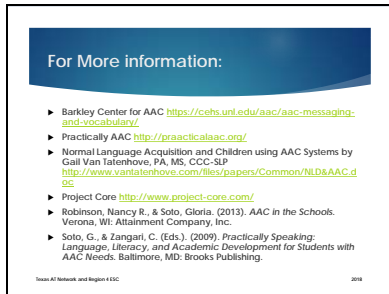 For More information:
Barkley Center for AAC https://cehs.unl.edu/aac/aac-messaging-
and-vocabulary/
Practically AAC http://praacticalaac.org/
Normal Language Acquisition and Children using AAC Systems by
Gail Van Tatenhove, PA, MS, CCC-SLP
http://www.vantatenhove.com/files/papers/Common/NLD&AAC.d
oc
Project Core http://www.project-core.com/
Robinson, Nancy R., & Soto, Gloria. (2013). AAC in the Schools.
Verona, WI: Attainment Company, Inc.
Soto, G., & Zangari, C. (Eds.). (2009). Practically Speaking:
Language, Literacy, and Academic Development for Students with
AAC Needs. Baltimore, MD: Brooks Publishing.
Texas AT Network and Region 4 ESC 2018